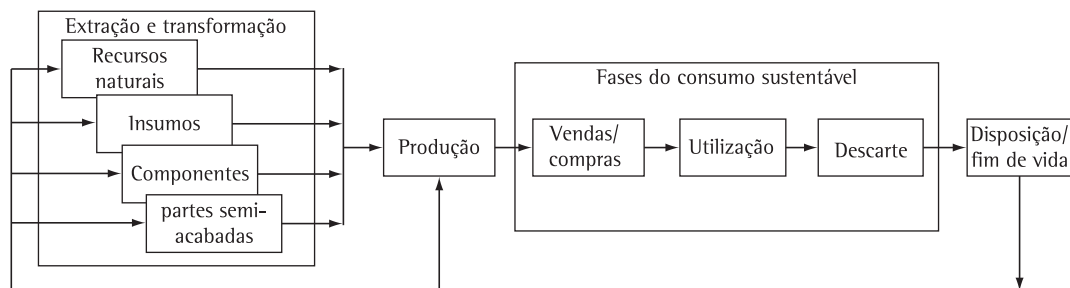 Extração e transformação
Recursos
naturais
Insumos
Componentes
partes semi-
acabadas
Produção
Fases do consumo sustentável
Vendas/
compras
Utilização
Descarte
Disposição/
fim de vida